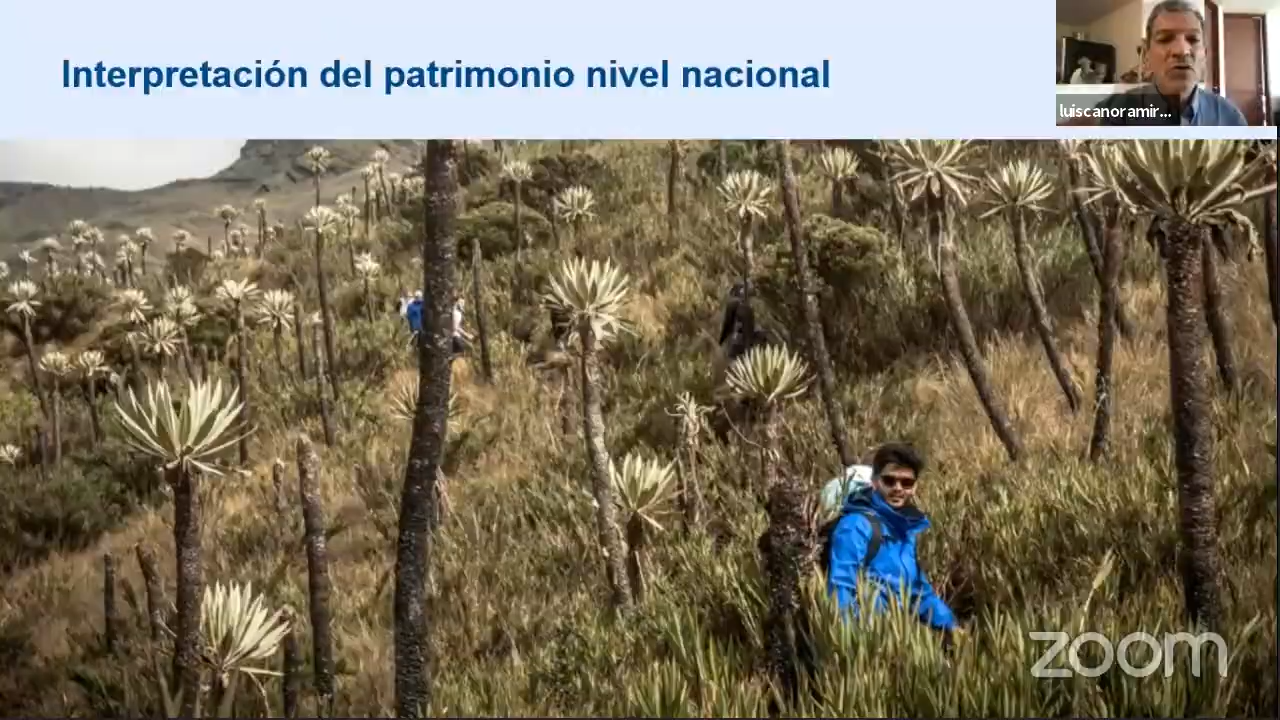 Interpretación del patrimonio nivel nacional
luiscanoramir...
zoom